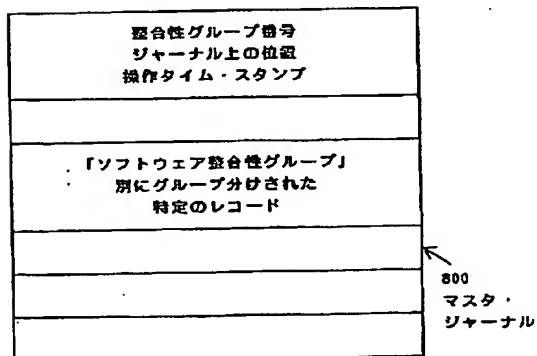 整合性グループ番号
ジャーナル上の位置
操作タイム・スタンプ
「ソフトウェア整合性グループ」
別にグループ分けされた
特定のレコード
800
マスタ・
ジャーナル